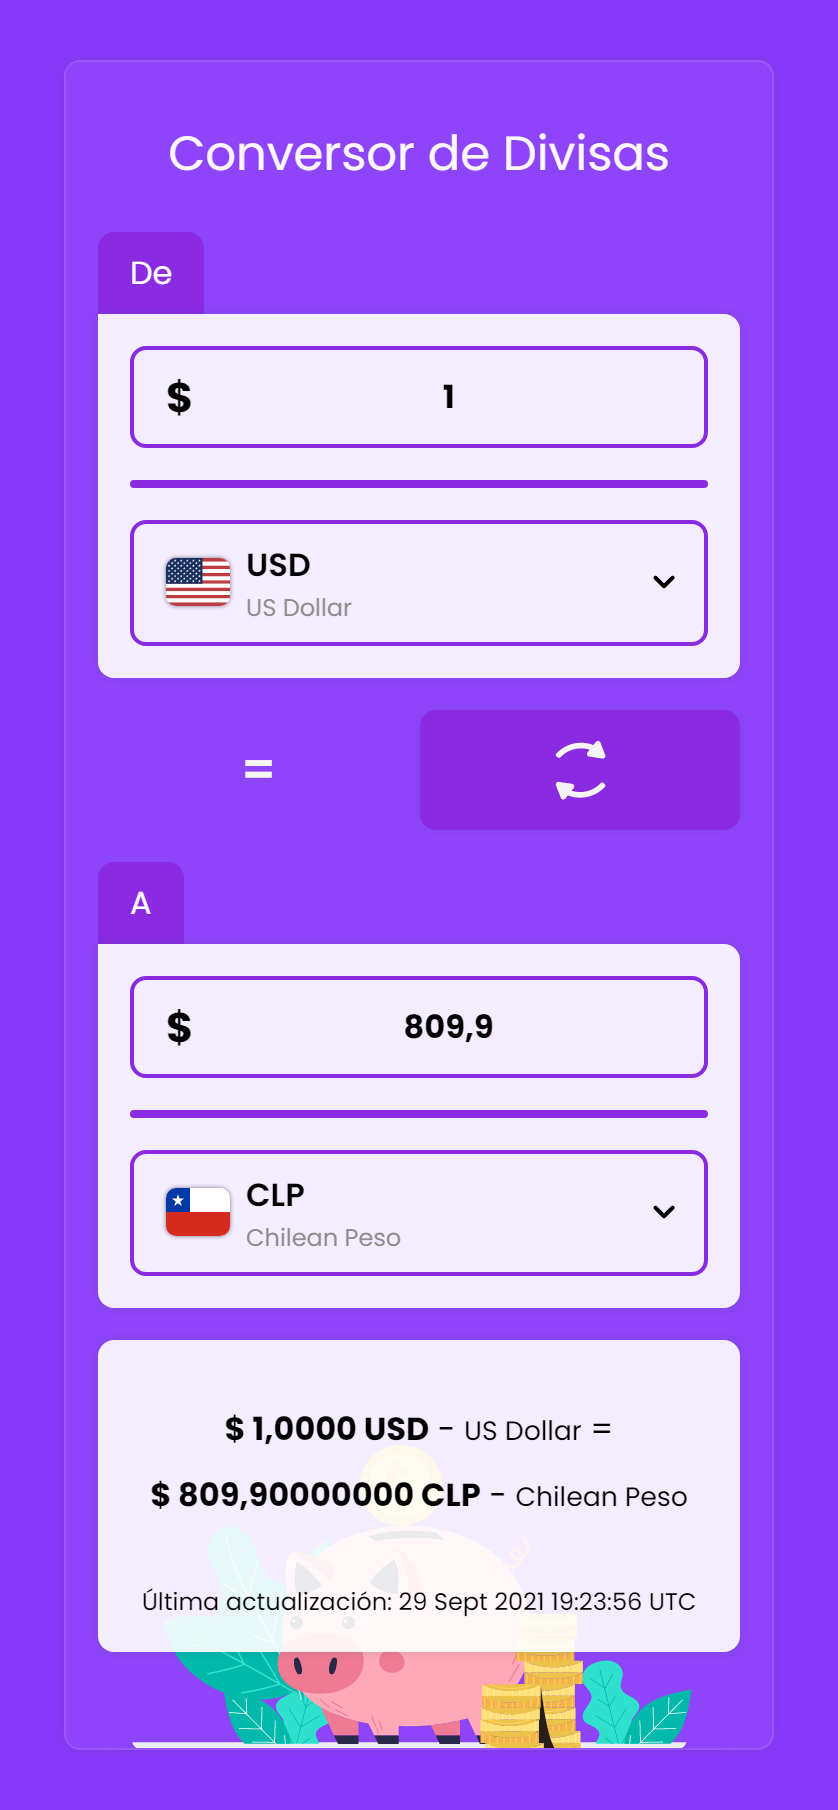 Conversor de Divisas
De
$ 1
USD
US Dollar
=
A
$ 809,9
CLP
Chilean Peso
$ 1,0000 USD - US Dollar =
$ 809,90000000 CLP - Chilean Peso
Última actualización: 29 Sept 2021 19:23:56 UTC